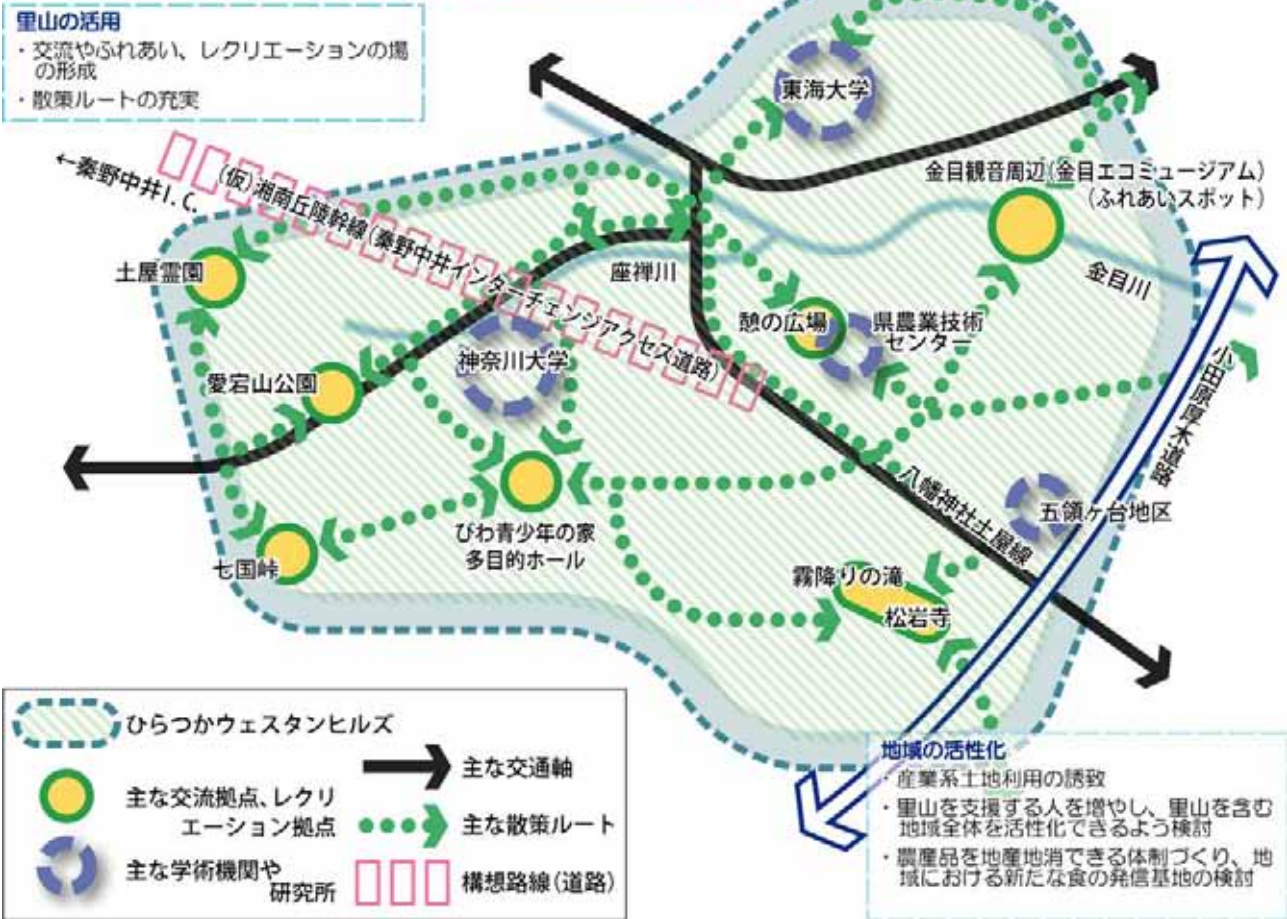 里山の活用
・交流やふれあい、レクリエーションの場
の形成
・散策ルートの充実
東海大学
←秦野中井I.C.
(仮)湘南丘陵幹線(秦野中井インターチェンジアクセス道路)
金目観音周辺(金目エコミュージアム)
(ふれあいスポット)
土屋霊園
座禅川
金目川
憩の広場
県農業技術
センター
神奈川大学
愛宕山公園
小田原厚木道路
八幡神社土屋線
五領ヶ台地区
びわ青少年の家
多目的ホール
七国峠
霧降りの滝
松岩寺
ひらつかウェスタンヒルズ
主な交流拠点、レクリ
エーション拠点
主な学術機関や
研究所
主な交通軸
主な散策ルート
構想路線(道路)
地域の活性化
・産業系土地利用の誘致
・里山を支援する人を増やし、里山を含む
地域全体を活性化できるよう検討
・農産品を地産地消できる体制づくり、地
域における新たな食の発信基地の検討